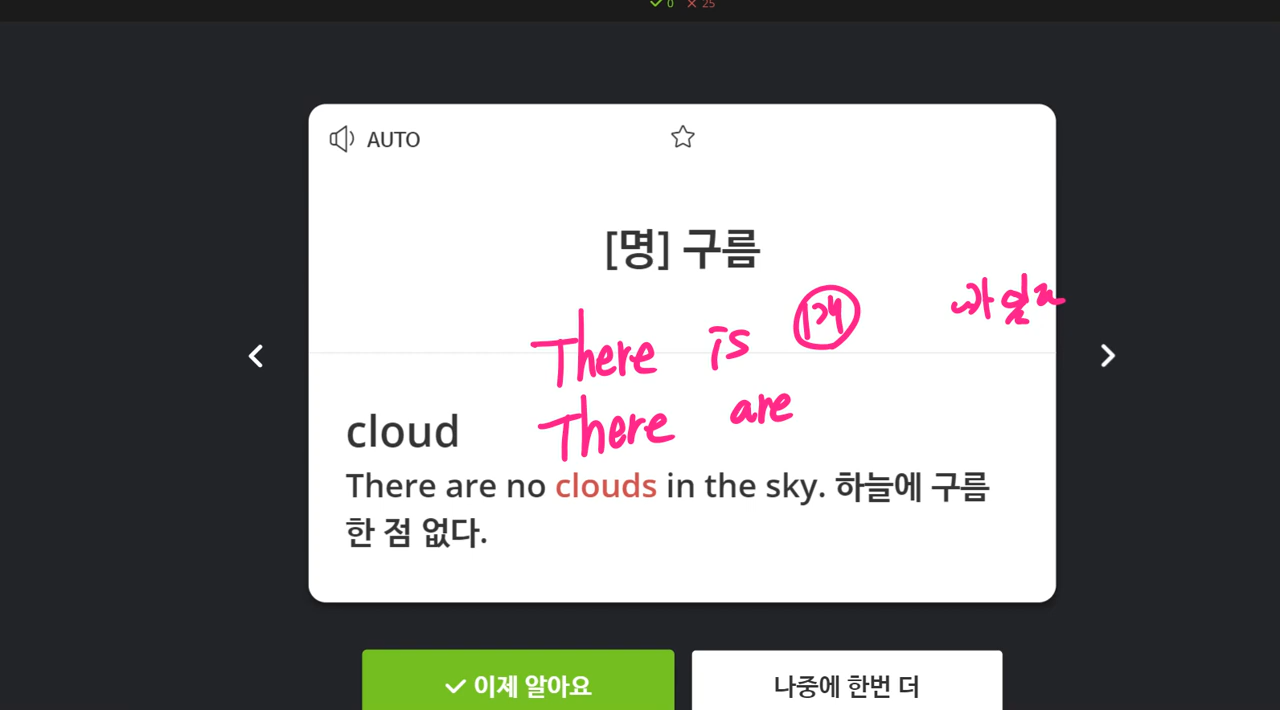 0 25
AUTO
[명] 구름
There is 1개
There are
cloud
There are no clouds in the sky. 하늘에 구름
한 점 없다.
이제 알아요
나중에 한번 더